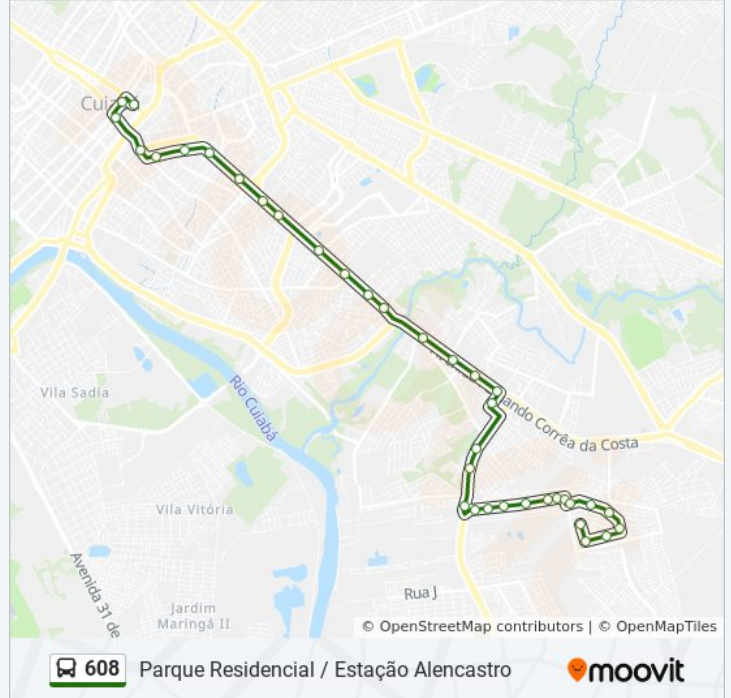 Cuiabá
ando Corrêa da Costa
Vila Sadia
Rio Cuiabá
Vila Vitória
Avenida 31 de
Rua J
Jardim
Maringá II
© OpenStreetMap contributors | © OpenMapTiles
608 Parque Residencial / Estação Alencastro moovit